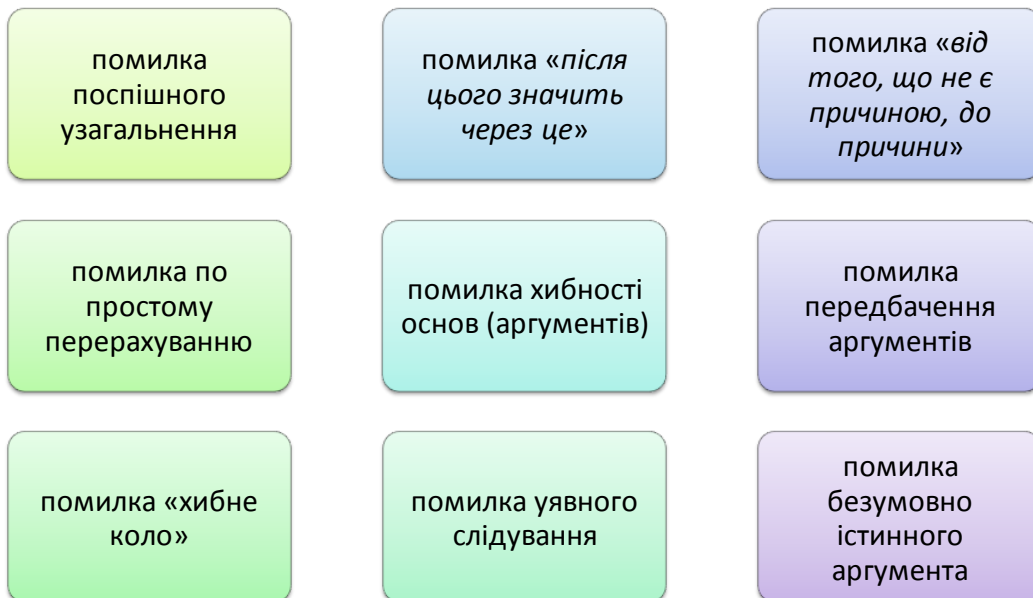 помилка
поспішного
узагальнення
помилка «після
цього значить
через це»
помилка «від
того, що не є
причиною, до
причини»
помилка по
простому
перерахуванню
помилка хибності
основ (аргументів)
помилка
передбачення
аргументів
помилка «хибне
коло»
помилка уявного
слідування
помилка
безумовно
істинного
аргумента